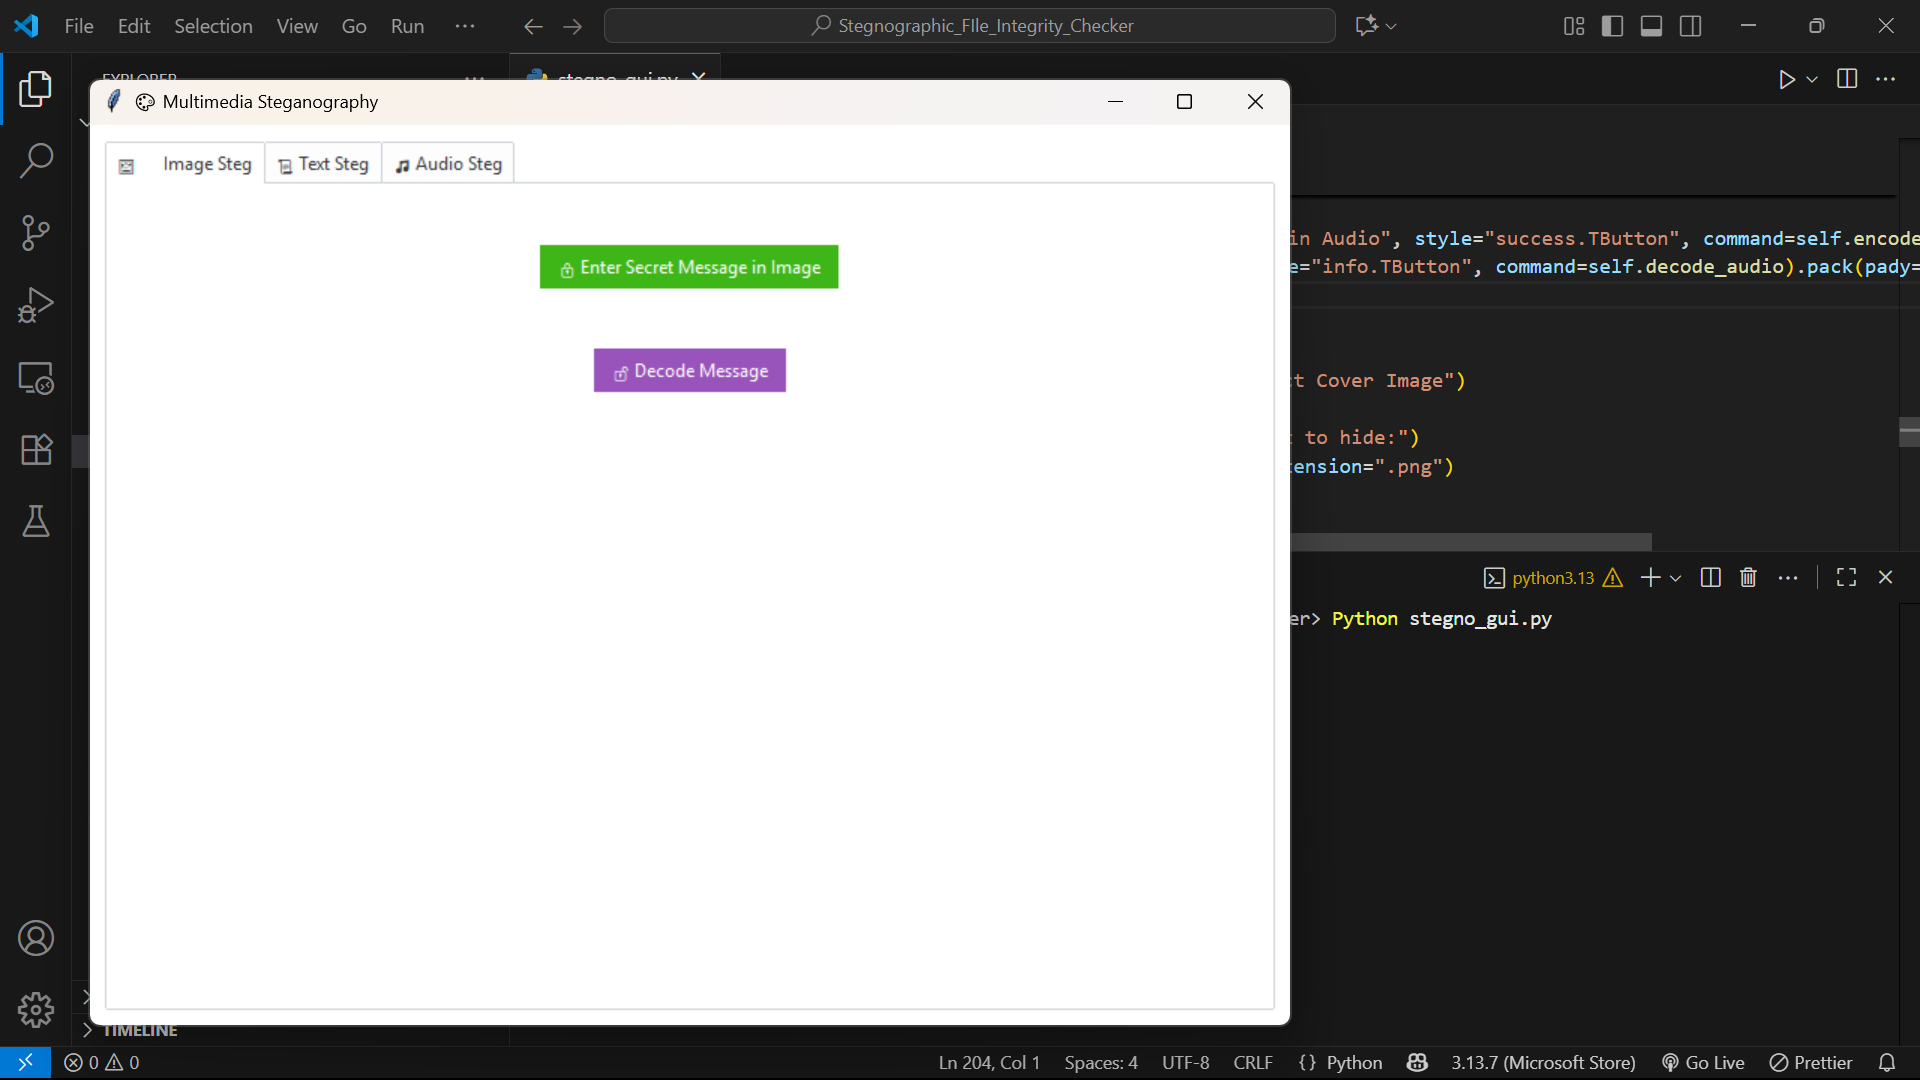 File Edit Selection View Go Run ··· Stegnographic_FIle_Integrity_Checker
EXPLORER stegno_gui.py
Multimedia Steganography
Image Steg Text Steg Audio Steg
in Audio", style="success.TButton", command=self.encode
Enter Secret Message in Image e="info.TButton", command=self.decode_audio).pack(pady=
Decode Message t Cover Image")
to hide:")
ension=".png")
python3.13
er> Python stegno_gui.py
TIMELINE
0 0 Ln 204, Col 1 Spaces: 4 UTF-8 CRLF {} Python 3.13.7 (Microsoft Store) Go Live Prettier